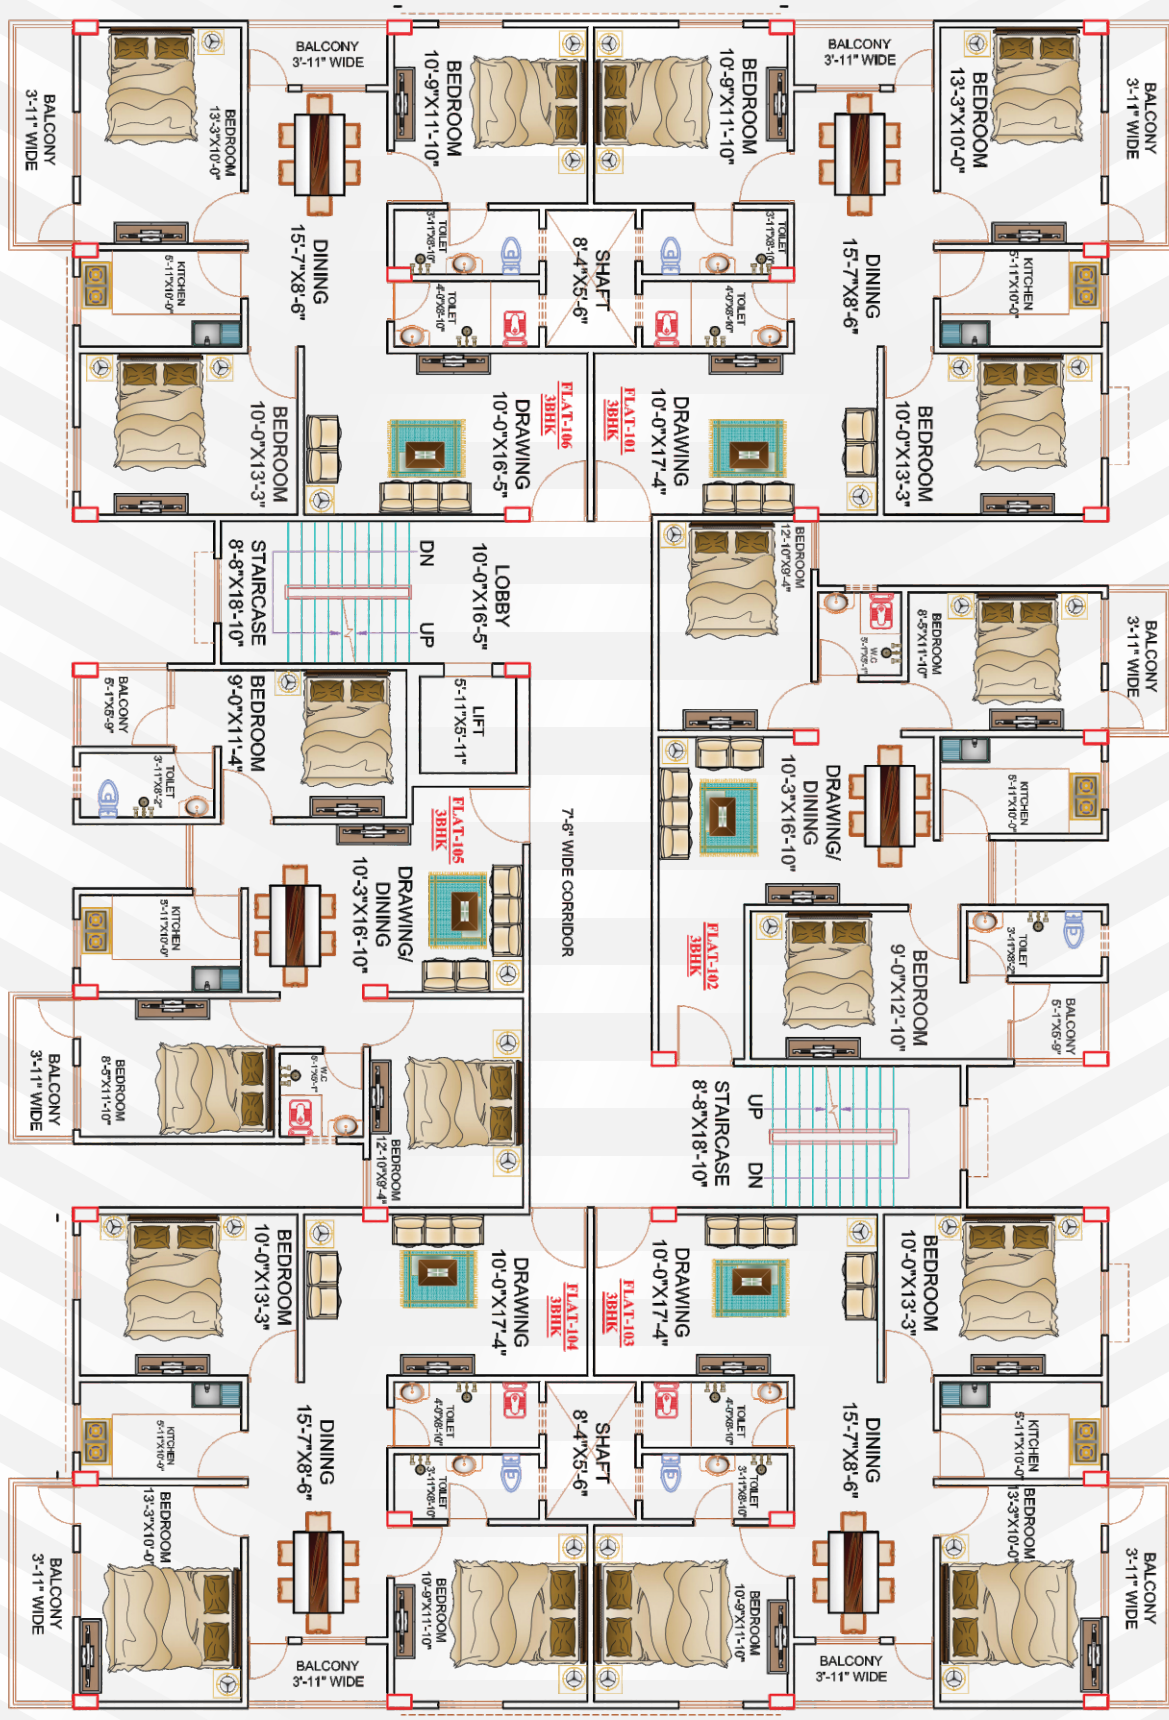 BALCONY
3'-11" WIDE
BALCONY
3'-11" WIDE
BEDROOM
13'-3"X10'-0"
BEDROOM
10'-9"X11'-10"
BEDROOM
10'-9"X11'-10"
BEDROOM
13'-3"X10'-0"
BALCONY
3'-11" WIDE
BALCONY
3'-11" WIDE
DINING
15'-7"X8'-6"
TOILET
3'-11"X8'-10"
SHAFT
8'-4"X5'-6"
TOILET
3'-11"X8'-10"
DINING
15'-7"X8'-6"
KITCHEN
5'-11"X10'-0"
KITCHEN
5'-11"X10'-0"
TOILET
4'-0"X8'-10"
TOILET
4'-0"X8'-10"
BEDROOM
10'-0"X13'-3"
DRAWING
10'-0"X16'-5"
FLAT-106
3BHK
FLAT-101
3BHK
DRAWING
10'-0"X17'-4"
BEDROOM
10'-0"X13'-3"
STAIRCASE
8'-8"X18'-10"
DN
UP
LOBBY
10'-0"X16'-5"
BEDROOM
12'-10"X9'-4"
W.C
5'-1"X6'-1"
BEDROOM
8'-5"X11'-10"
BALCONY
3'-11" WIDE
BALCONY
5'-1"X5'-9"
BEDROOM
9'-0"X11'-4"
LIFT
5'-11"X5'-11"
TOILET
3'-11"X8'-2"
DRAWING/
DINING
10'-3"X16'-10"
KITCHEN
5'-11"X10'-0"
FLAT-105
3BHK
7'-6" WIDE CORRIDOR
DRAWING/
DINING
10'-3"X16'-10"
KITCHEN
5'-11"X10'-0"
FLAT-102
3BHK
BEDROOM
9'-0"X12'-10"
TOILET
3'-11"X8'-2"
BALCONY
5'-1"X5'-9"
BALCONY
3'-11" WIDE
BEDROOM
8'-5"X11'-10"
W.C
5'-1"X6'-1"
BEDROOM
12'-10"X9'-4"
STAIRCASE
8'-8"X18'-10"
UP
DN
BEDROOM
10'-0"X13'-3"
DRAWING
10'-0"X17'-4"
FLAT-104
3BHK
FLAT-103
3BHK
DRAWING
10'-0"X17'-4"
BEDROOM
10'-0"X13'-3"
KITCHEN
5'-11"X10'-0"
DINING
15'-7"X8'-6"
TOILET
4'-0"X8'-10"
SHAFT
8'-4"X5'-6"
TOILET
4'-0"X8'-10"
DINING
15'-7"X8'-6"
KITCHEN
5'-11"X10'-0"
TOILET
3'-11"X8'-10"
TOILET
3'-11"X8'-10"
BALCONY
3'-11" WIDE
BEDROOM
13'-3"X10'-0"
BEDROOM
10'-9"X11'-10"
BEDROOM
10'-9"X11'-10"
BEDROOM
13'-3"X10'-0"
BALCONY
3'-11" WIDE
BALCONY
3'-11" WIDE
BALCONY
3'-11" WIDE